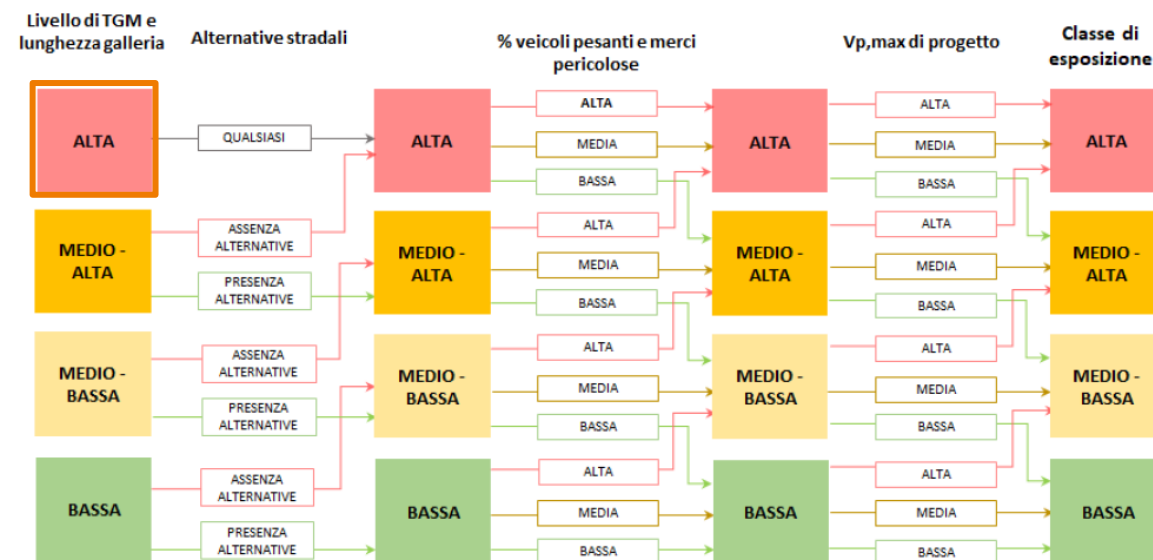 Livello di TGM e
lunghezza galleria
Alternative stradali
% veicoli pesanti e merci
pericolose
Vp,max di progetto
Classe di
esposizione
ALTA
QUALSIASI
ALTA
ALTA
MEDIA
BASSA
ALTA
ALTA
MEDIA
BASSA
ALTA
MEDIO -
ALTA
ASSENZA
ALTERNATIVE
PRESENZA
ALTERNATIVE
MEDIO -
ALTA
ALTA
MEDIA
BASSA
MEDIO -
ALTA
ALTA
MEDIA
BASSA
MEDIO -
ALTA
MEDIO -
BASSA
ASSENZA
ALTERNATIVE
PRESENZA
ALTERNATIVE
MEDIO -
BASSA
ALTA
MEDIA
BASSA
MEDIO -
BASSA
ALTA
MEDIA
BASSA
MEDIO -
BASSA
BASSA
ASSENZA
ALTERNATIVE
PRESENZA
ALTERNATIVE
BASSA
ALTA
MEDIA
BASSA
BASSA
ALTA
MEDIA
BASSA
BASSA